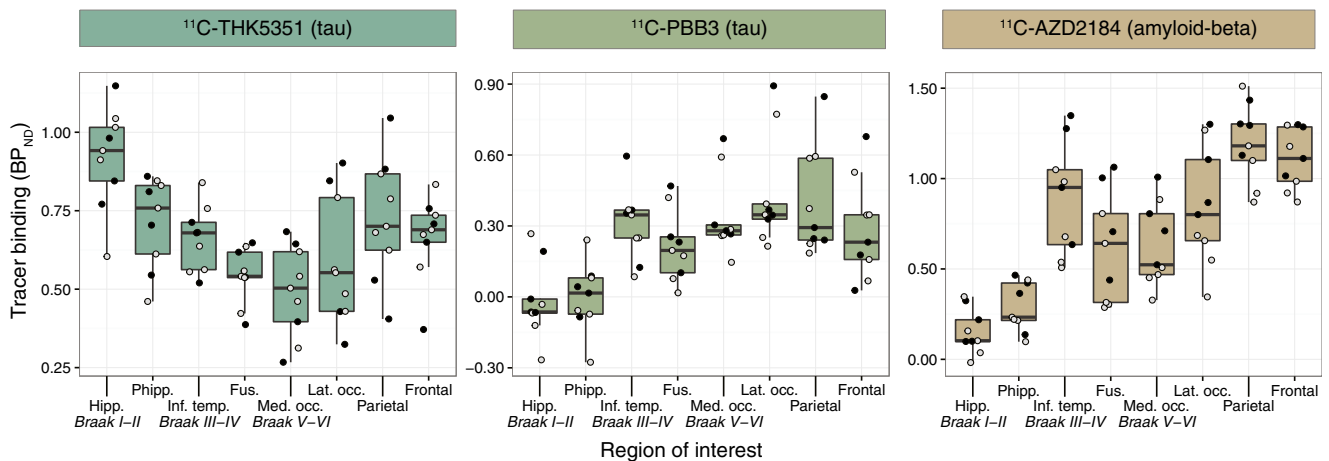 ¹¹C-THK5351 (tau)
¹¹C-PBB3 (tau)
¹¹C-AZD2184 (amyloid-beta)
Tracer binding (BP_ND)
1.00
0.75
0.50
0.25
Hipp.
Braak I–II
Phipp.
Inf. temp.
Braak III–IV
Fus.
Med. occ.
Braak V–VI
Lat. occ.
Parietal
Frontal
0.90
0.60
0.30
0.00
−0.30
Hipp.
Braak I–II
Phipp.
Inf. temp.
Braak III–IV
Fus.
Med. occ.
Braak V–VI
Lat. occ.
Parietal
Frontal
1.50
1.00
0.50
0.00
Hipp.
Braak I–II
Phipp.
Inf. temp.
Braak III–IV
Fus.
Med. occ.
Braak V–VI
Lat. occ.
Parietal
Frontal
Region of interest